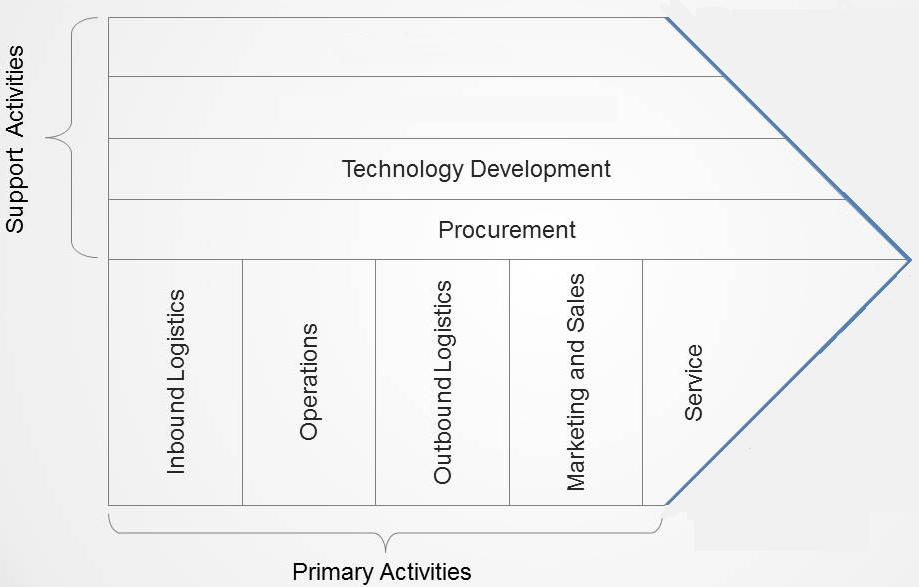 Support Activities
Technology Development
Procurement
Inbound Logistics
Operations
Outbound Logistics
Marketing and Sales
Service
Primary Activities